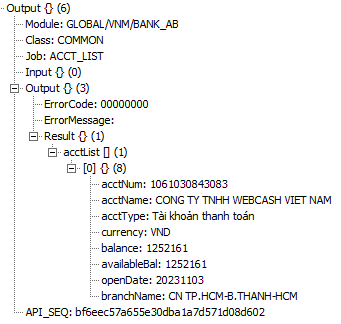 Output {} (6)
Module: GLOBAL/VNM/BANK_AB
Class: COMMON
Job: ACCT_LIST
Input {} (0)
Output {} (3)
ErrorCode: 00000000
ErrorMessage:
Result {} (1)
acctList [] (1)
[0] {} (8)
acctNum: 1061030843083
acctName: CONG TY TNHH WEBCASH VIET NAM
acctType: Tài khoản thanh toán
currency: VND
balance: 1252161
availableBal: 1252161
openDate: 20231103
branchName: CN TP.HCM-B.THANH-HCM
API_SEQ: bf6eec57a655e30dba1a7d571d08d602